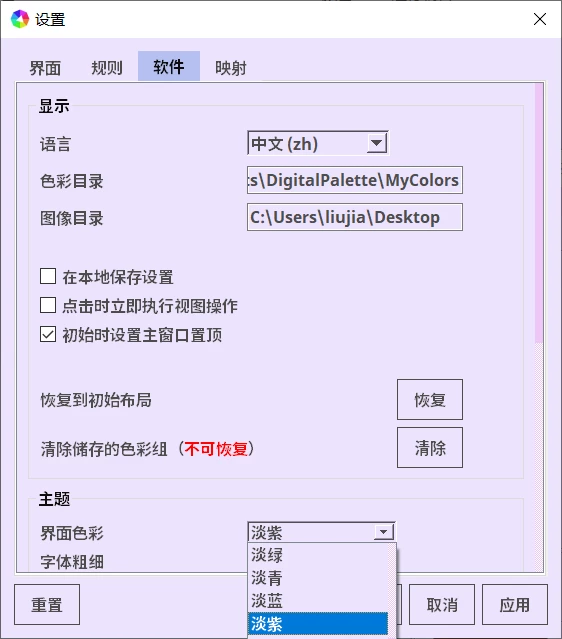 设置
界面 规则 软件 映射
显示
语言 中文 (zh)
色彩目录 ts\DigitalPalette\MyColors
图像目录 C:\Users\liujia\Desktop
在本地保存设置
点击时立即执行视图操作
初始时设置主窗口置顶
恢复到初始布局 恢复
清除储存的色彩组（不可恢复） 清除
主题
界面色彩 淡紫
字体粗细
淡绿
淡青
淡蓝
淡紫
重置 取消 应用